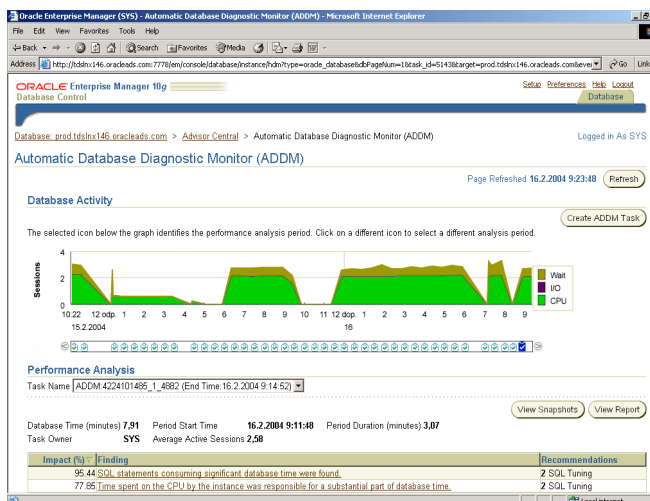 Oracle Enterprise Manager (SYS) - Automatic Database Diagnostic Monitor (ADDM) - Microsoft Internet Explorer
File Edit View Favorites Tools Help
Back Search Favorites Media
Address http://tdslnx146.oracleads.com:7778/em/console/database/instance/hdm?type=oracle_database&dbPageNum=1&task_id=5143&target=prod.tdslnx146.oracleads.com&even Go Link
ORACLE Enterprise Manager 10g
Setup Preferences Help Logout
Database Control
Database
Database: prod.tdslnx146.oracleads.com > Advisor Central > Automatic Database Diagnostic Monitor (ADDM)
Logged in As SYS
Automatic Database Diagnostic Monitor (ADDM)
Page Refreshed 16.2.2004 9:23:48 Refresh
Database Activity
Create ADDM Task
The selected icon below the graph identifies the performance analysis period. Click on a different icon to select a different analysis period.
Sessions
4
2
0
Wait
I/O
CPU
10:22 12 odp. 1 2 3 4 5 6 7 8 9 10 11 12 dop. 1 2 3 4 5 6 7 8 9
15.2.2004 16
Performance Analysis
Task Name ADDM:4224101485_1_4882 (End Time:16.2.2004 9:14:52)
View Snapshots View Report
Database Time (minutes) 7,91 Period Start Time 16.2.2004 9:11:48 Period Duration (minutes) 3,07
Task Owner SYS Average Active Sessions 2,58
Impact (%) Finding Recommendations
95.44 SQL statements consuming significant database time were found. 2 SQL Tuning
77.85 Time spent on the CPU by the instance was responsible for a substantial part of database time. 2 SQL Tuning